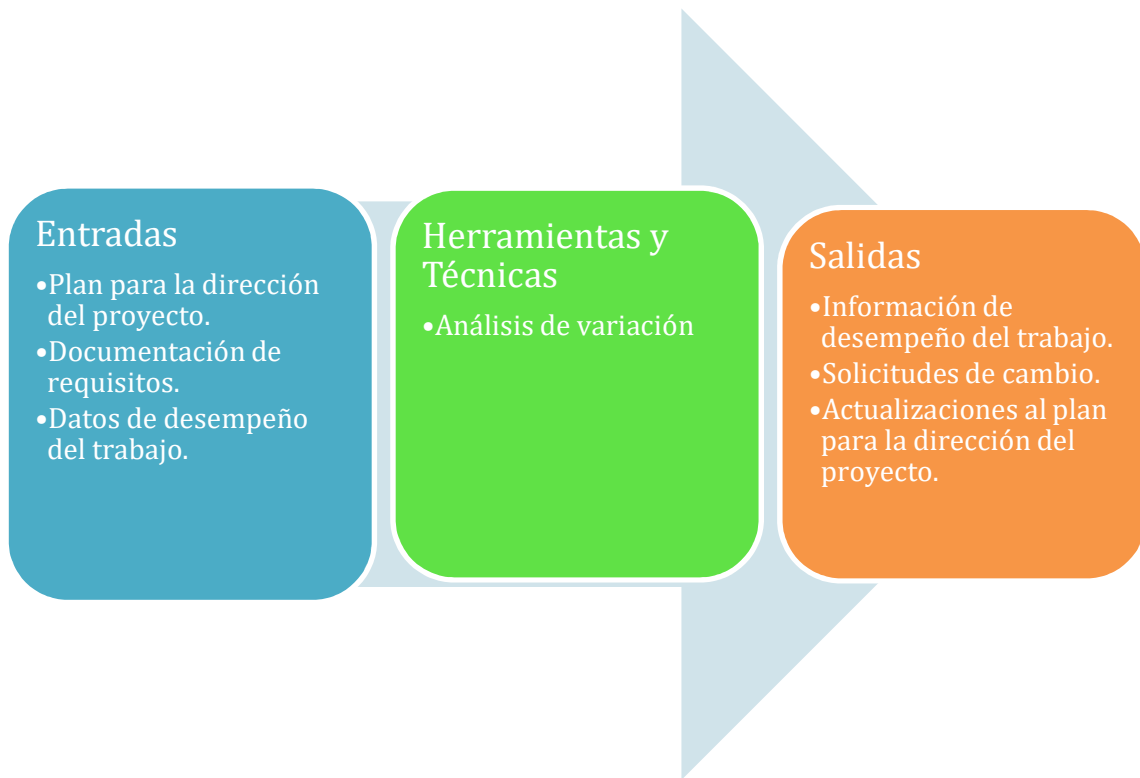 Entradas
•Plan para la dirección
del proyecto.
•Documentación de
requisitos.
•Datos de desempeño
del trabajo.
Herramientas y
Técnicas
•Análisis de variación
Salidas
•Información de
desempeño del trabajo.
•Solicitudes de cambio.
•Actualizaciones al plan
para la dirección del
proyecto.